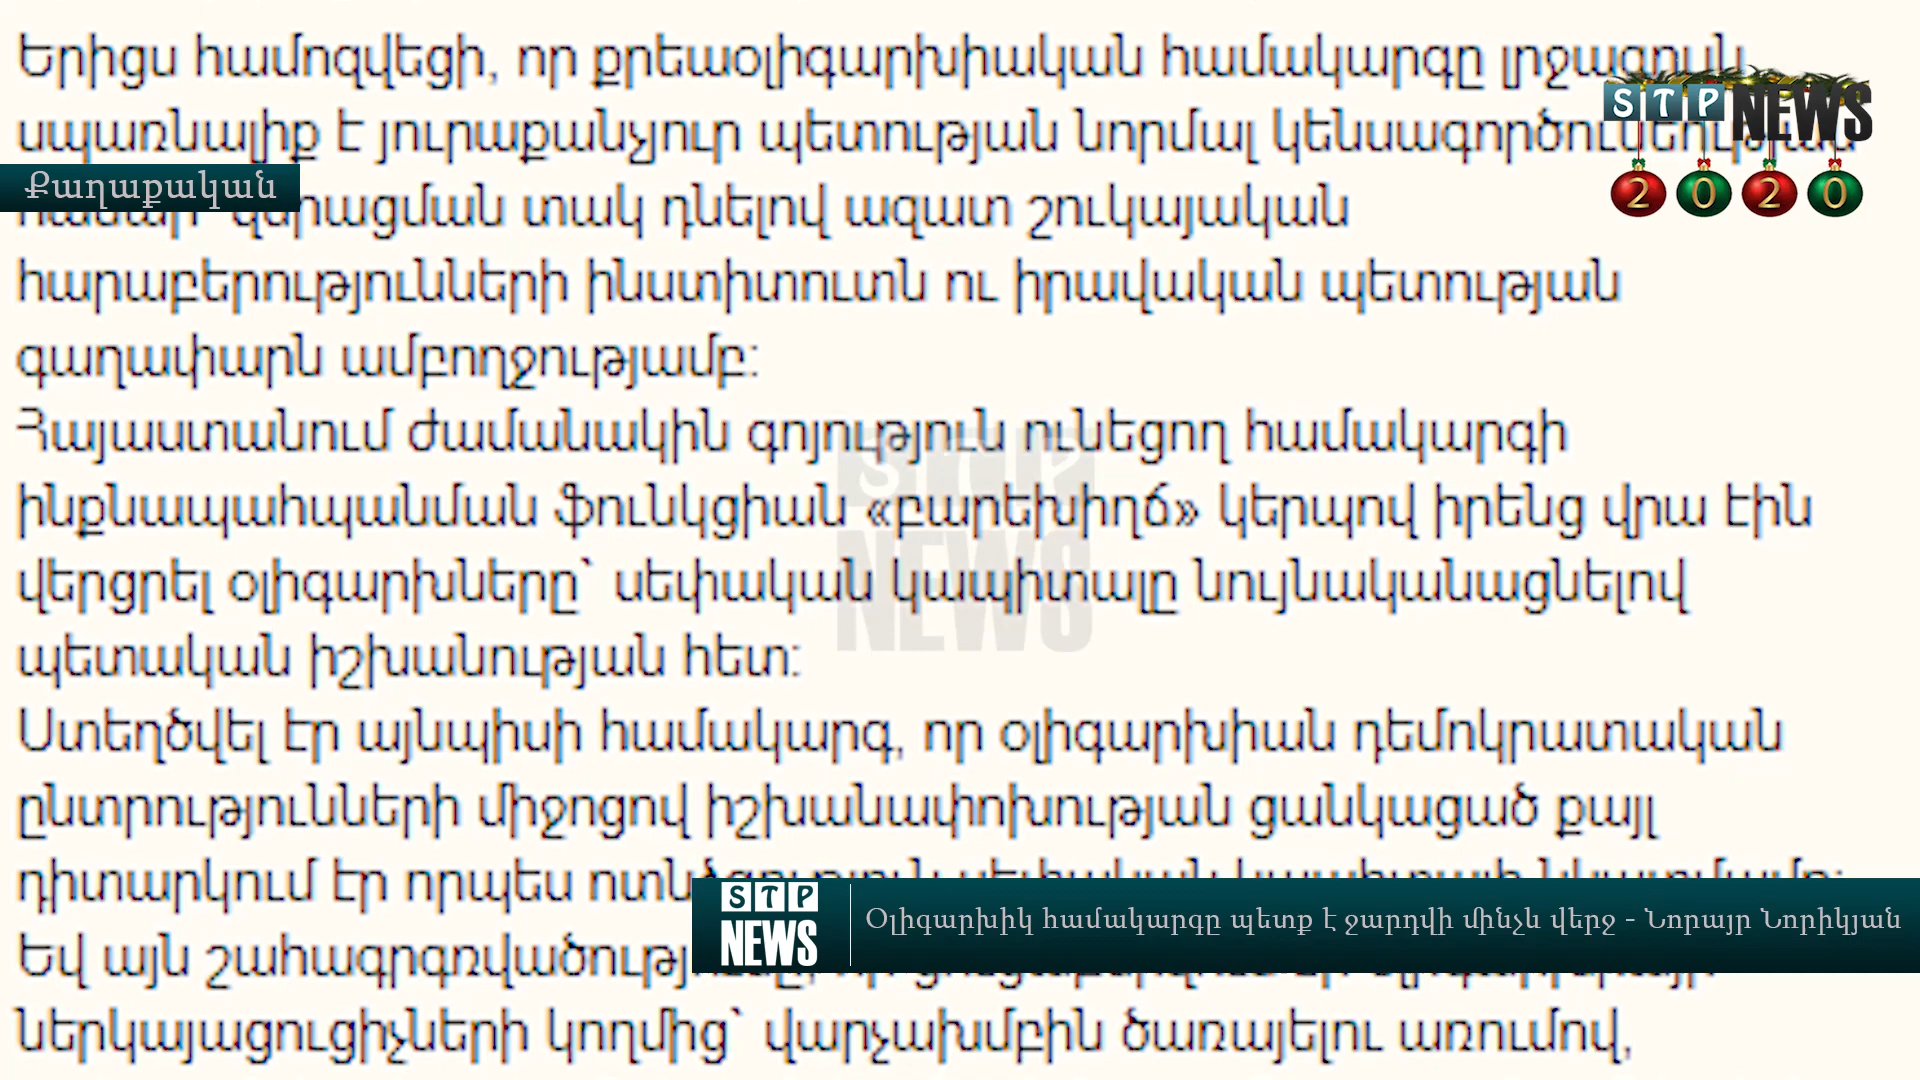 Երիցս համոզվեցի, որ քրեաօլիգարխիական համակարգը լրջագույն
սպառնալիք է յուրաքանչյուր պետության նորմալ կենսագործունեության
STP NEWS
2020
Քաղաքական
տակ դնելով ազատ շուկայական
հարաբերությունների ինստիտուտն ու իրավական պետության
գաղափարն ամբողջությամբ:
Հայաստանում ժամանակին գոյություն ունեցող համակարգի
ինքնապահպանման ֆունկցիան «բարեխիղճ» կերպով իրենց վրա էին
վերցրել օլիգարխները` սեփական կապիտալը նույնականացնելով
պետական իշխանության հետ:
STP
NEWS
Ստեղծվել էր այնպիսի համակարգ, որ օլիգարխիան դեմոկրատական
ընտրությունների միջոցով իշխանափոխության ցանկացած քայլ
դիտարկում էր որպես
STP
NEWS
Օլիգարխիկ համակարգը պետք է ջարդվի մինչև վերջ - Նորայր Նորիկյան
Եվ այն
ներկայացուցիչների կողմից` վարչախմբին ծառայելու առումով,